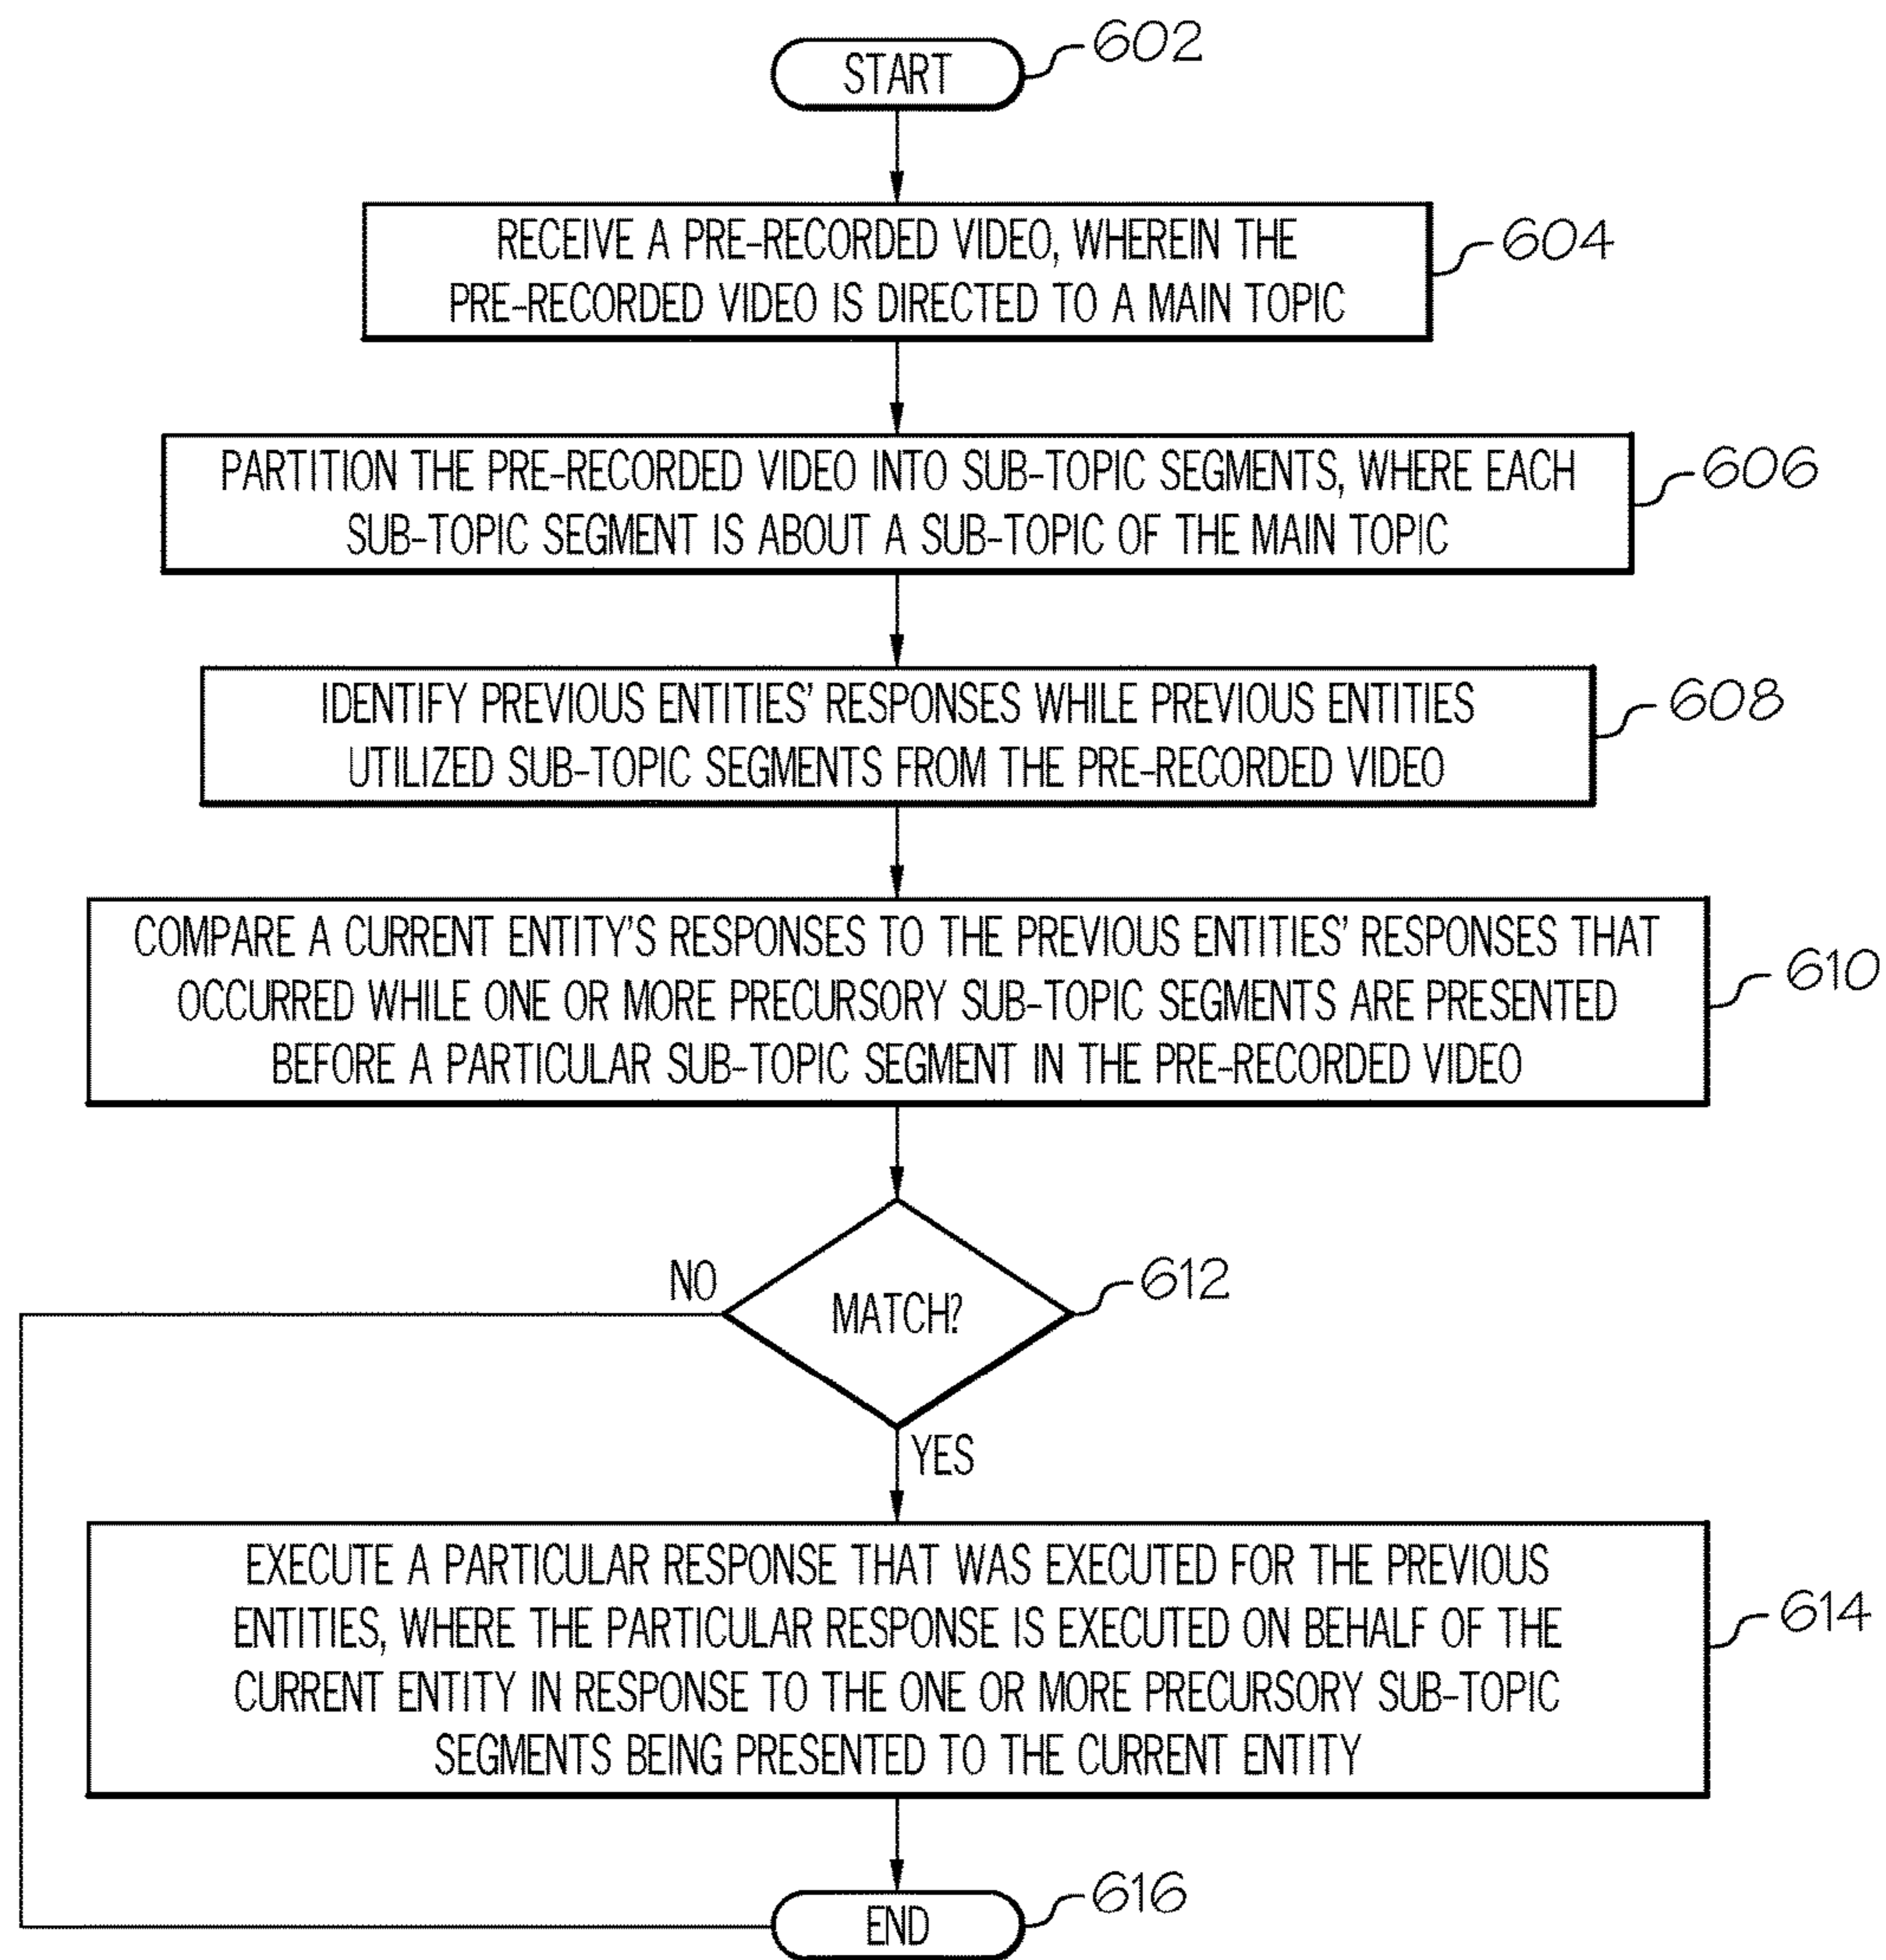 START
602
RECEIVE A PRE-RECORDED VIDEO, WHEREIN THE
PRE-RECORDED VIDEO IS DIRECTED TO A MAIN TOPIC
604
PARTITION THE PRE-RECORDED VIDEO INTO SUB-TOPIC SEGMENTS, WHERE EACH
SUB-TOPIC SEGMENT IS ABOUT A SUB-TOPIC OF THE MAIN TOPIC
606
IDENTIFY PREVIOUS ENTITIES' RESPONSES WHILE PREVIOUS ENTITIES
UTILIZED SUB-TOPIC SEGMENTS FROM THE PRE-RECORDED VIDEO
608
COMPARE A CURRENT ENTITY'S RESPONSES TO THE PREVIOUS ENTITIES' RESPONSES THAT
OCCURRED WHILE ONE OR MORE PRECURSORY SUB-TOPIC SEGMENTS ARE PRESENTED
BEFORE A PARTICULAR SUB-TOPIC SEGMENT IN THE PRE-RECORDED VIDEO
610
NO
MATCH?
612
YES
EXECUTE A PARTICULAR RESPONSE THAT WAS EXECUTED FOR THE PREVIOUS
ENTITIES, WHERE THE PARTICULAR RESPONSE IS EXECUTED ON BEHALF OF THE
CURRENT ENTITY IN RESPONSE TO THE ONE OR MORE PRECURSORY SUB-TOPIC
SEGMENTS BEING PRESENTED TO THE CURRENT ENTITY
614
END
616